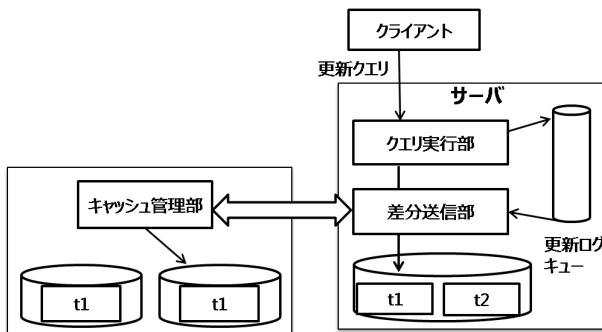 クライアント
更新クエリ
サーバ
クエリ実行部
キャッシュ管理部
差分送信部
更新ログ
キュー
t1
t1
t1
t2